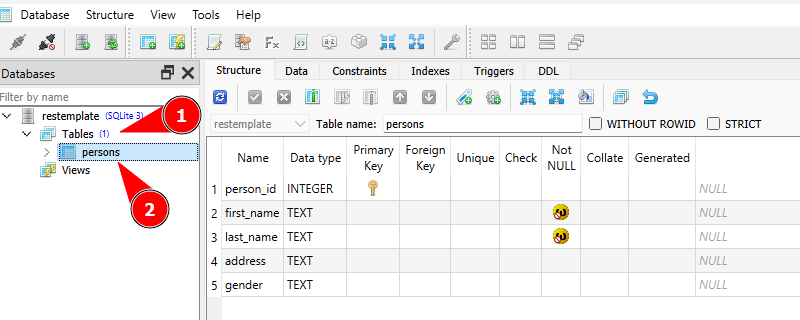 Database Structure View Tools Help
Databases
Filter by name
restemplate (SQLite 3)
Tables (1)
persons
Views
1
2
Structure Data Constraints Indexes Triggers DDL
restemplate Table name: persons WITHOUT ROWID STRICT
Name Data type Primary Key Foreign Key Unique Check Not NULL Collate Generated
1 person_id INTEGER NULL
2 first_name TEXT NULL
3 last_name TEXT NULL
4 address TEXT NULL
5 gender TEXT NULL